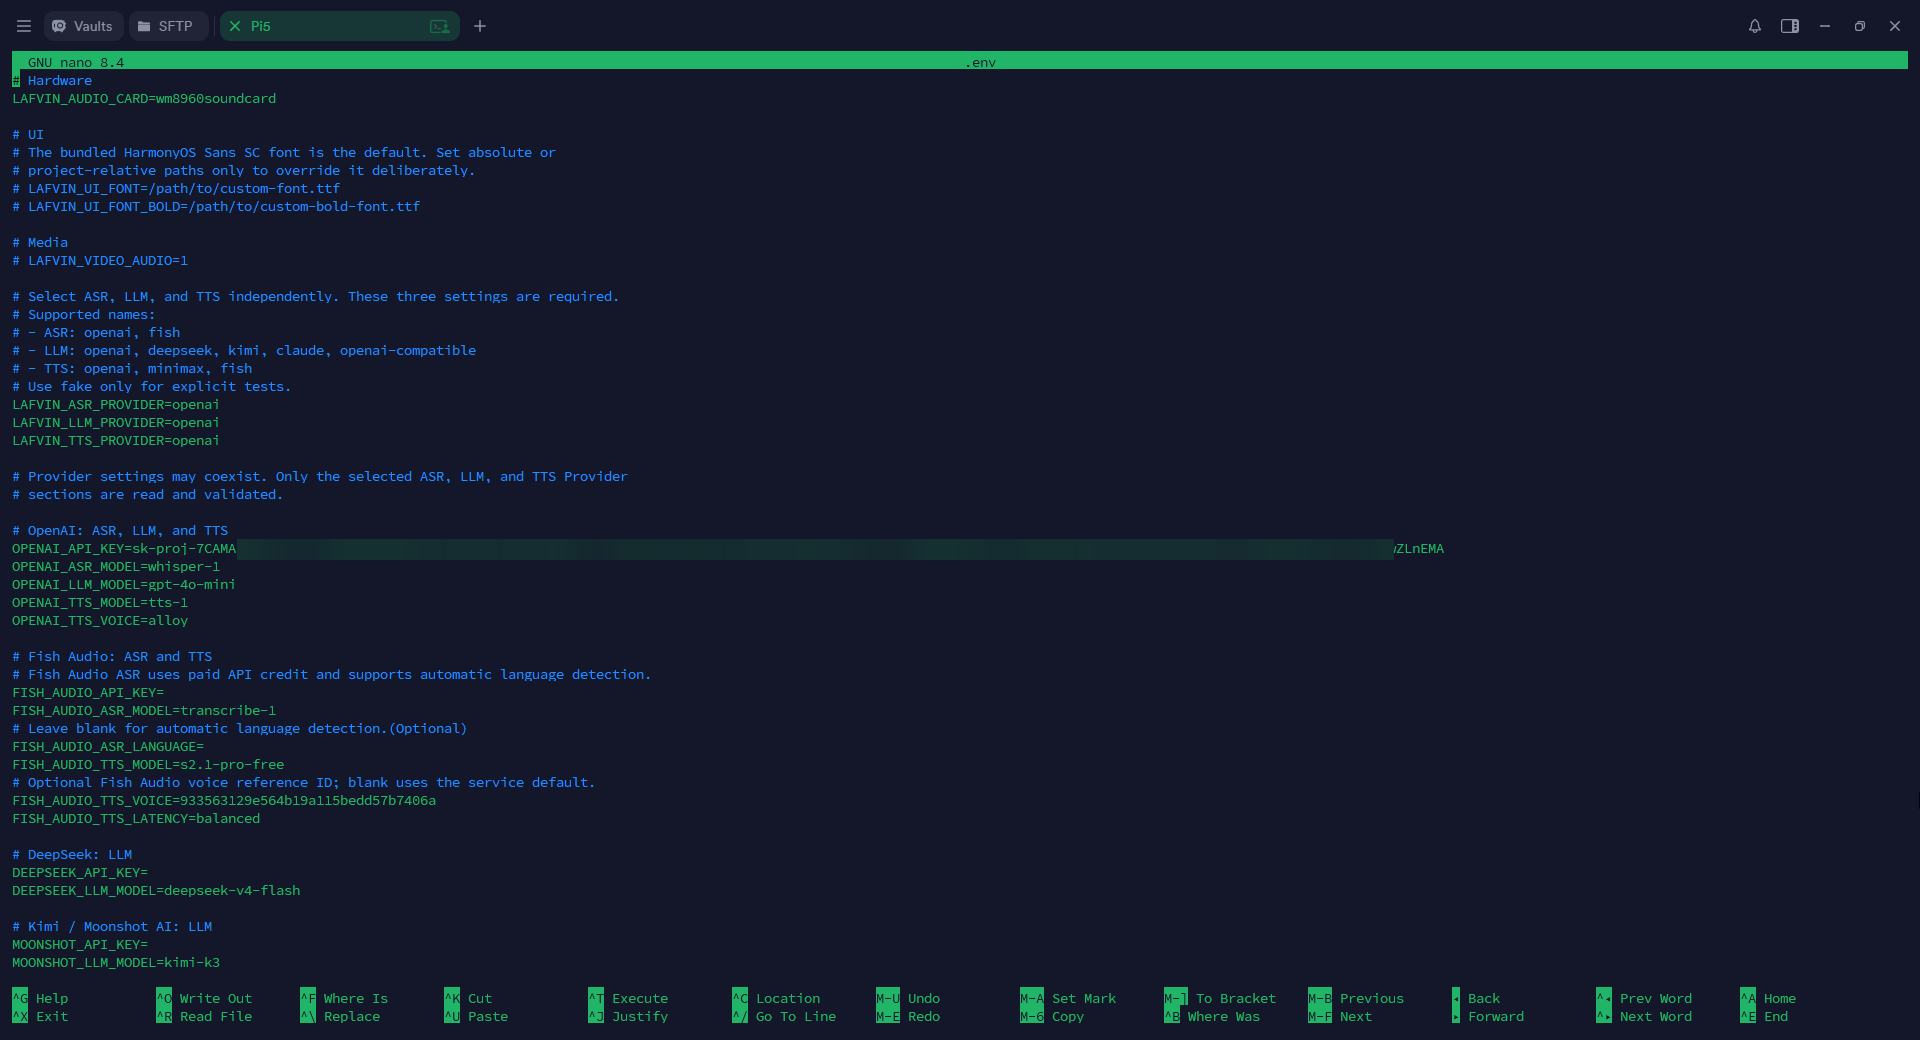 Vaults
SFTP
Pi5
GNU nano 8.4 .env
# Hardware
LAFVIN_AUDIO_CARD=wm8960soundcard
# UI
# The bundled HarmonyOS Sans SC font is the default. Set absolute or
# project-relative paths only to override it deliberately.
# LAFVIN_UI_FONT=/path/to/custom-font.ttf
# LAFVIN_UI_FONT_BOLD=/path/to/custom-bold-font.ttf
# Media
# LAFVIN_VIDEO_AUDIO=1
# Select ASR, LLM, and TTS independently. These three settings are required.
# Supported names:
# - ASR: openai, fish
# - LLM: openai, deepseek, kimi, claude, openai-compatible
# - TTS: openai, minimax, fish
# Use fake only for explicit tests.
LAFVIN_ASR_PROVIDER=openai
LAFVIN_LLM_PROVIDER=openai
LAFVIN_TTS_PROVIDER=openai
# Provider settings may coexist. Only the selected ASR, LLM, and TTS Provider
# sections are read and validated.
# OpenAI: ASR, LLM, and TTS
OPENAI_API_KEY=sk-proj-7CAMA ZLnEMA
OPENAI_ASR_MODEL=whisper-1
OPENAI_LLM_MODEL=gpt-4o-mini
OPENAI_TTS_MODEL=tts-1
OPENAI_TTS_VOICE=alloy
# Fish Audio: ASR and TTS
# Fish Audio ASR uses paid API credit and supports automatic language detection.
FISH_AUDIO_API_KEY=
FISH_AUDIO_ASR_MODEL=transcribe-1
# Leave blank for automatic language detection.(Optional)
FISH_AUDIO_ASR_LANGUAGE=
FISH_AUDIO_TTS_MODEL=s2.1-pro-free
# Optional Fish Audio voice reference ID; blank uses the service default.
FISH_AUDIO_TTS_VOICE=933563129e564b19a115bedd57b7406a
FISH_AUDIO_TTS_LATENCY=balanced
# DeepSeek: LLM
DEEPSEEK_API_KEY=
DEEPSEEK_LLM_MODEL=deepseek-v4-flash
# Kimi / Moonshot AI: LLM
MOONSHOT_API_KEY=
MOONSHOT_LLM_MODEL=kimi-k3
^G Help ^O Write Out ^F Where Is ^K Cut ^T Execute ^C Location M-U Undo M-A Set Mark M-] To Bracket M-B Previous ◂ Back ^◂ Prev Word ^A Home
^X Exit ^R Read File ^\ Replace ^U Paste ^J Justify ^/ Go To Line M-E Redo M-6 Copy ^B Where Was M-F Next ▸ Forward ^▸ Next Word ^E End